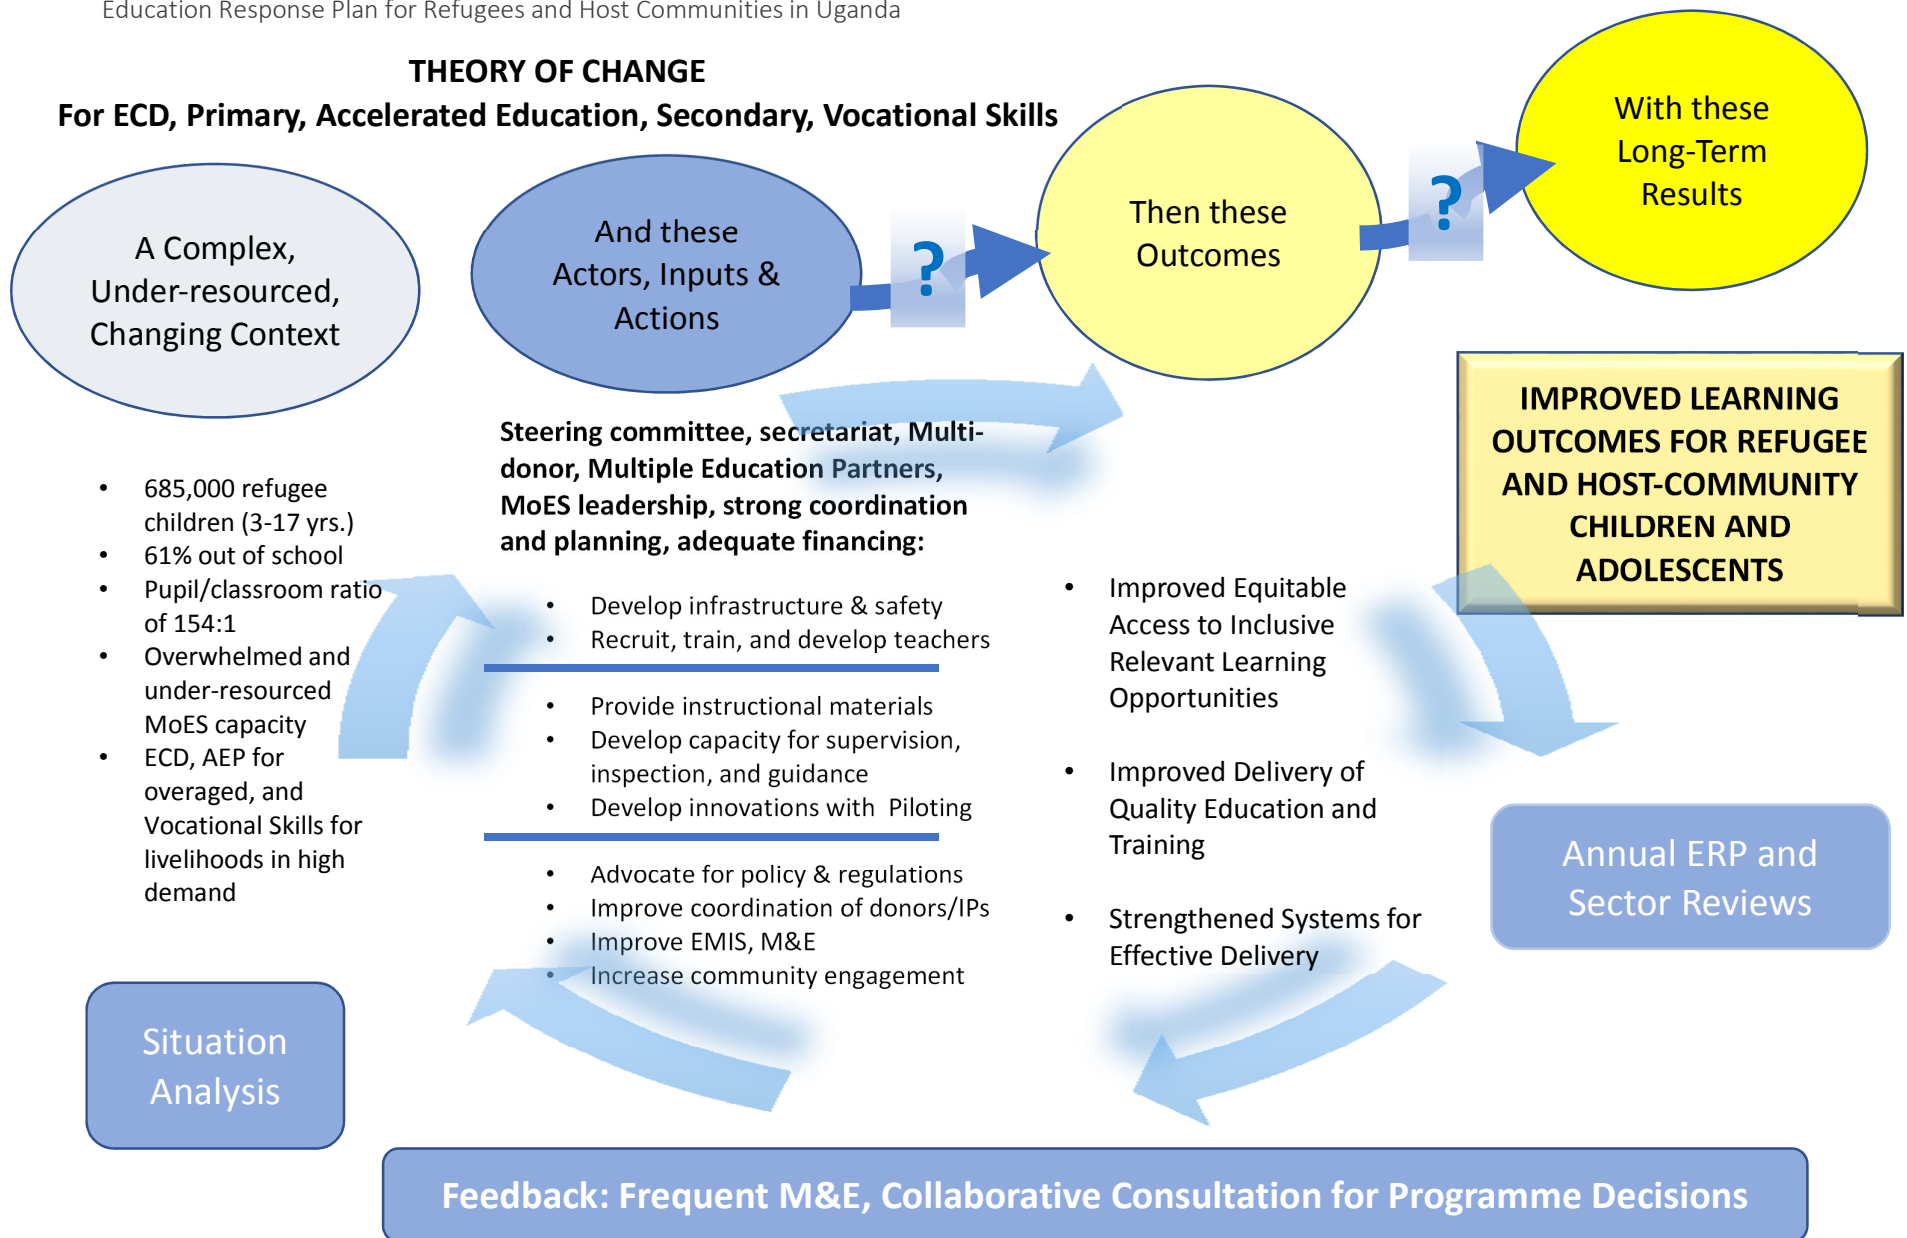 Education Response Plan for Refugees and Host Communities in Uganda
THEORY OF CHANGE
For ECD, Primary, Accelerated Education, Secondary, Vocational Skills
A Complex,
Under-resourced,
Changing Context
And these
Actors, Inputs &
Actions
?
Then these
Outcomes
?
With these
Long-Term
Results
• 685,000 refugee
children (3-17 yrs.)
• 61% out of school
• Pupil/classroom ratio
of 154:1
• Overwhelmed and
under-resourced
MoES capacity
• ECD, AEP for
overaged, and
Vocational Skills for
livelihoods in high
demand
Steering committee, secretariat, Multi-
donor, Multiple Education Partners,
MoES leadership, strong coordination
and planning, adequate financing:
• Develop infrastructure & safety
• Recruit, train, and develop teachers
• Provide instructional materials
• Develop capacity for supervision,
inspection, and guidance
• Develop innovations with Piloting
• Advocate for policy & regulations
• Improve coordination of donors/IPs
• Improve EMIS, M&E
• Increase community engagement
• Improved Equitable
Access to Inclusive
Relevant Learning
Opportunities
• Improved Delivery of
Quality Education and
Training
• Strengthened Systems for
Effective Delivery
IMPROVED LEARNING
OUTCOMES FOR REFUGEE
AND HOST-COMMUNITY
CHILDREN AND
ADOLESCENTS
Annual ERP and
Sector Reviews
Situation
Analysis
Feedback: Frequent M&E, Collaborative Consultation for Programme Decisions